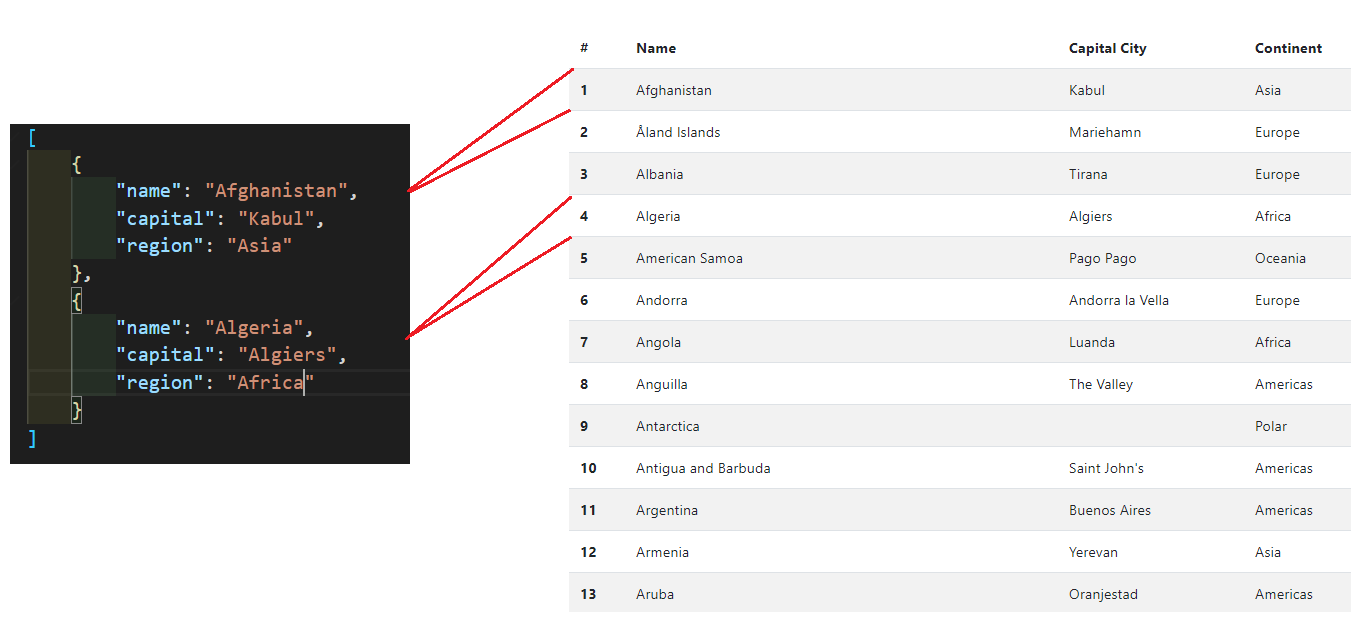 [
{
"name": "Afghanistan",
"capital": "Kabul",
"region": "Asia"
},
{
"name": "Algeria",
"capital": "Algiers",
"region": "Africa"
}
]
# Name Capital City Continent
1 Afghanistan Kabul Asia
2 Åland Islands Mariehamn Europe
3 Albania Tirana Europe
4 Algeria Algiers Africa
5 American Samoa Pago Pago Oceania
6 Andorra Andorra la Vella Europe
7 Angola Luanda Africa
8 Anguilla The Valley Americas
9 Antarctica Polar
10 Antigua and Barbuda Saint John's Americas
11 Argentina Buenos Aires Americas
12 Armenia Yerevan Asia
13 Aruba Oranjestad Americas